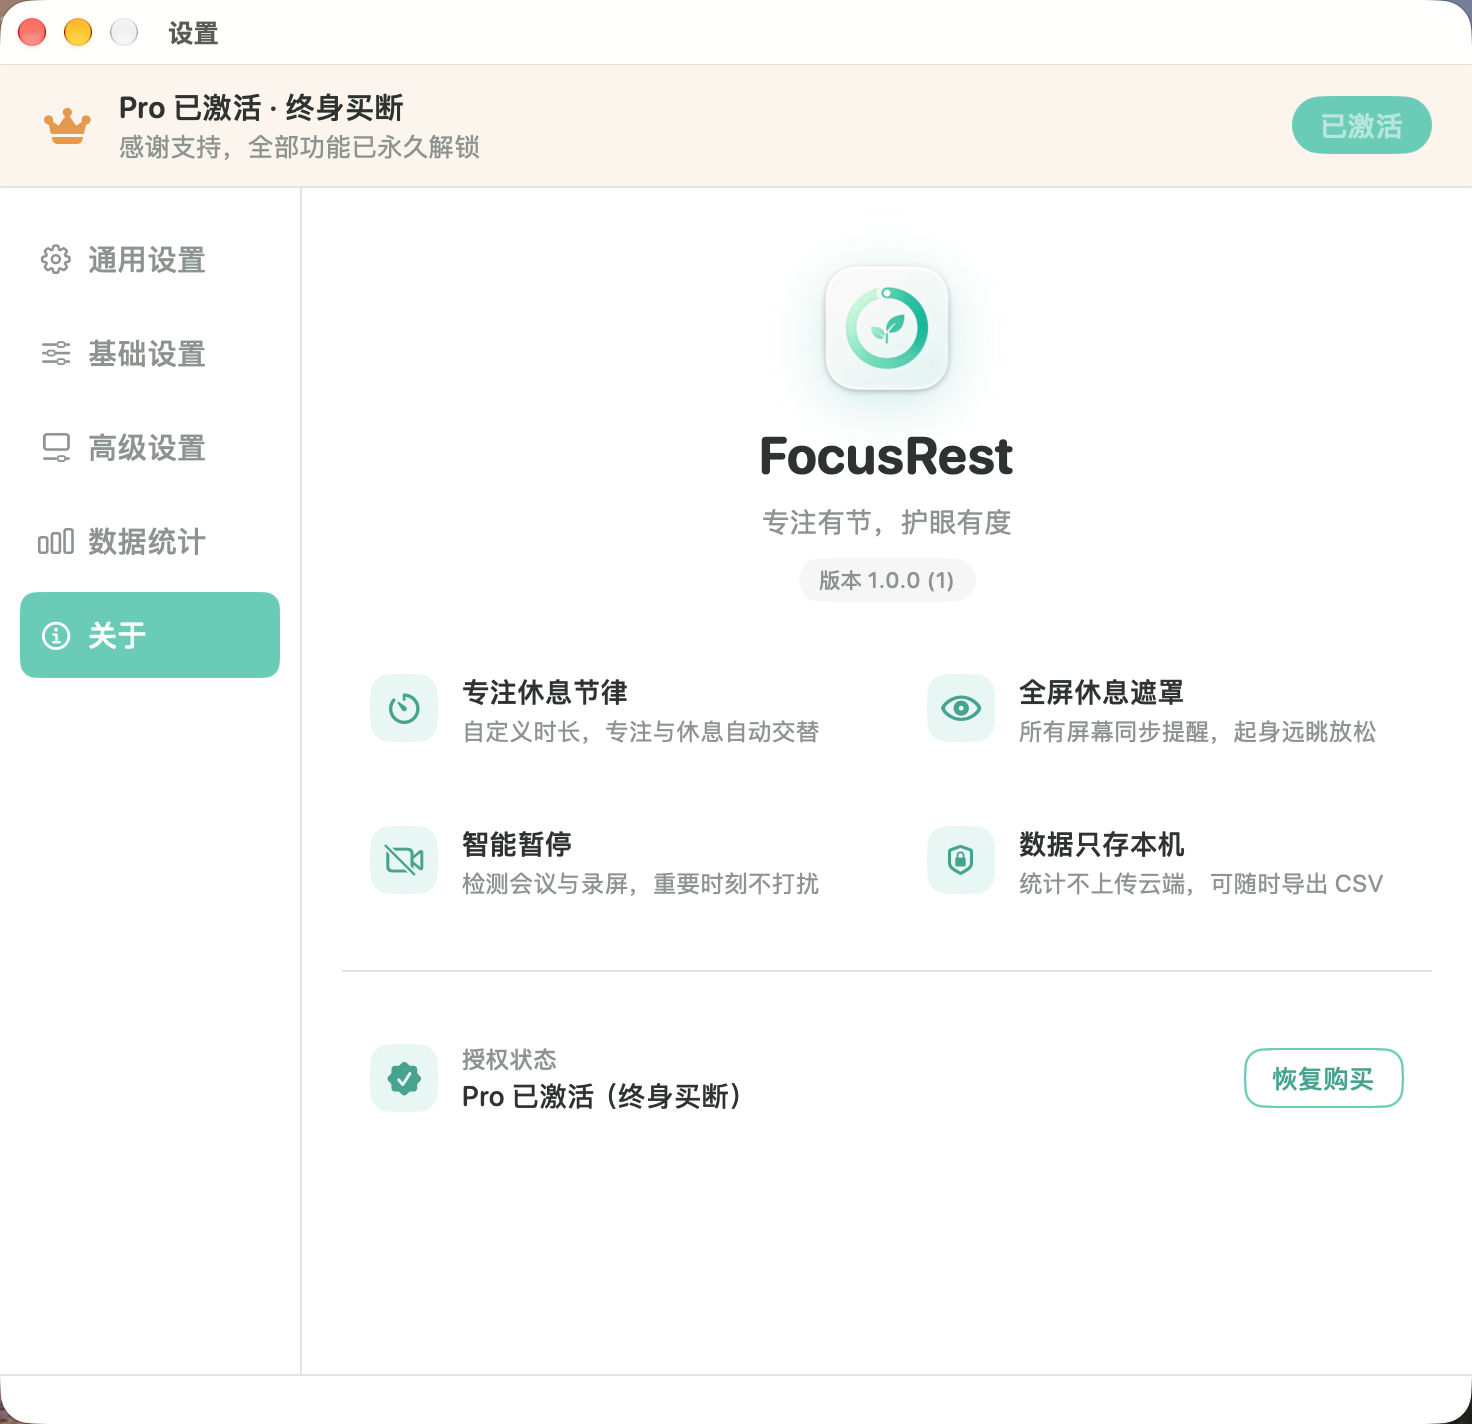 设置
Pro 已激活 · 终身买断
感谢支持，全部功能已永久解锁
已激活
通用设置
基础设置
高级设置
数据统计
关于
FocusRest
专注有节，护眼有度
版本 1.0.0 (1)
专注休息节律
自定义时长，专注与休息自动交替
全屏休息遮罩
所有屏幕同步提醒，起身远眺放松
智能暂停
检测会议与录屏，重要时刻不打扰
数据只存本机
统计不上传云端，可随时导出 CSV
授权状态
Pro 已激活（终身买断）
恢复购买